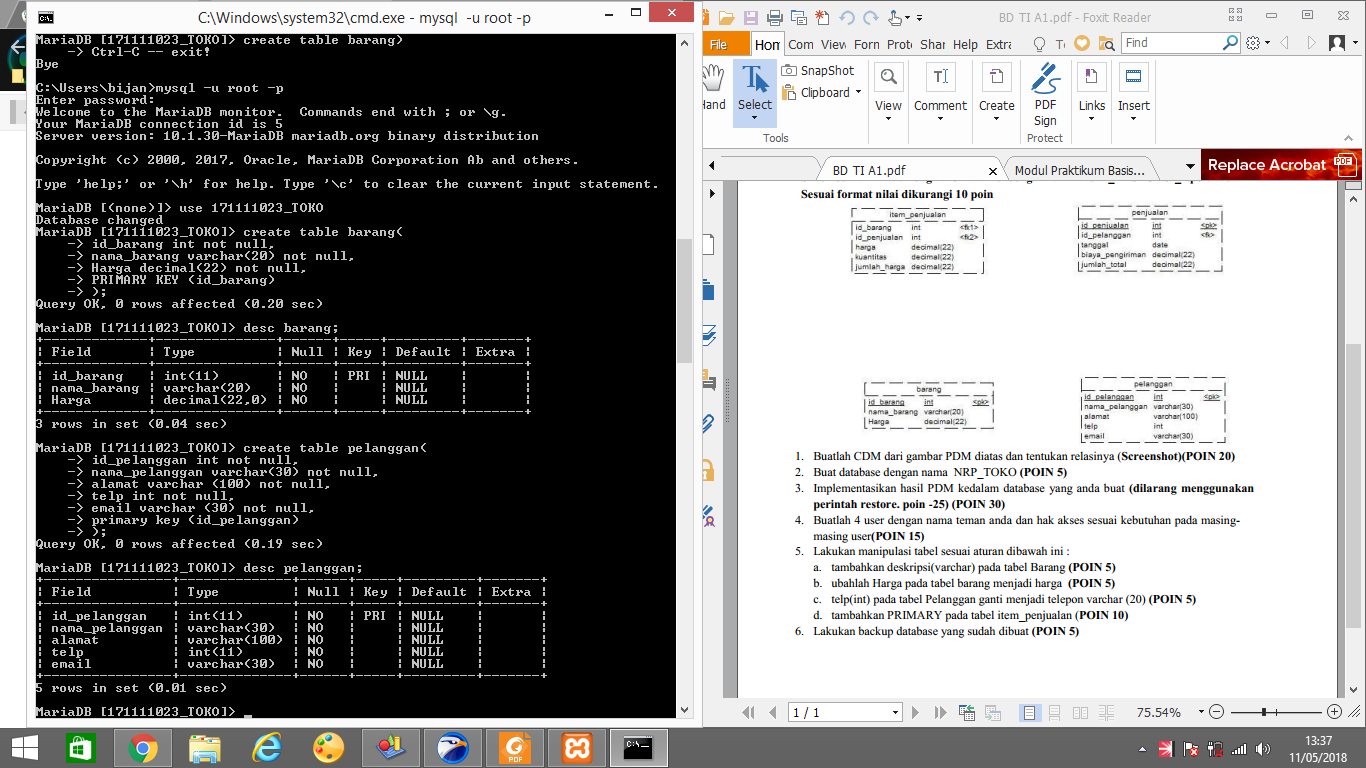 C:\Windows\system32\cmd.exe - mysql  -u root -p
MariaDB [171111023_TOKO]> create table barang)
    -> Ctrl-C -- exit!
Bye
C:\Users\bijan>mysql -u root -p
Enter password:
Welcome to the MariaDB monitor.  Commands end with ; or \g.
Your MariaDB connection id is 5
Server version: 10.1.30-MariaDB mariadb.org binary distribution
Copyright (c) 2000, 2017, Oracle, MariaDB Corporation Ab and others.
Type 'help;' or '\h' for help. Type '\c' to clear the current input statement.
MariaDB [(none)]> use 171111023_TOKO
Database changed
MariaDB [171111023_TOKO]> create table barang(
    -> id_barang int not null,
    -> nama_barang varchar(20) not null,
    -> Harga decimal(22) not null,
    -> PRIMARY KEY (id_barang)
    -> );
Query OK, 0 rows affected (0.20 sec)
MariaDB [171111023_TOKO]> desc barang;
+-------------+---------------+------+-----+---------+-------+
| Field       | Type          | Null | Key | Default | Extra |
+-------------+---------------+------+-----+---------+-------+
| id_barang   | int(11)       | NO   | PRI | NULL    |       |
| nama_barang | varchar(20)   | NO   |     | NULL    |       |
| Harga       | decimal(22,0) | NO   |     | NULL    |       |
+-------------+---------------+------+-----+---------+-------+
3 rows in set (0.04 sec)
MariaDB [171111023_TOKO]> create table pelanggan(
    -> id_pelanggan int not null,
    -> nama_pelanggan varchar(30) not null,
    -> alamat varchar (100) not null,
    -> telp int not null,
    -> email varchar (30) not null,
    -> primary key (id_pelanggan)
    -> );
Query OK, 0 rows affected (0.19 sec)
MariaDB [171111023_TOKO]> desc pelanggan;
+----------------+--------------+------+-----+---------+-------+
| Field          | Type         | Null | Key | Default | Extra |
+----------------+--------------+------+-----+---------+-------+
| id_pelanggan   | int(11)      | NO   | PRI | NULL    |       |
| nama_pelanggan | varchar(30)  | NO   |     | NULL    |       |
| alamat         | varchar(100) | NO   |     | NULL    |       |
| telp           | int(11)      | NO   |     | NULL    |       |
| email          | varchar(30)  | NO   |     | NULL    |       |
+----------------+--------------+------+-----+---------+-------+
5 rows in set (0.01 sec)
MariaDB [171111023_TOKO]> _
BD TI A1.pdf - Foxit Reader
File Hom Com View Forn Prot Shar Help Extra T Find
Hand Select SnapShot Clipboard View Comment Create PDF Sign Links Insert
Tools Protect
BD TI A1.pdf Modul Praktikum Basis... Replace Acrobat PDF
Sesuai format nilai dikurangi 10 poin
item_penjualan
id_barang int <fk1>
id_penjualan int <fk2>
harga decimal(22)
kuantitas decimal(22)
jumlah_harga decimal(22)
penjualan
id_penjualan int <pk>
id_pelanggan int <fk>
tanggal date
biaya_pengiriman decimal(22)
jumlah_total decimal(22)
barang
id_barang int <pk>
nama_barang varchar(20)
Harga decimal(22)
pelanggan
id_pelanggan int <pk>
nama_pelanggan varchar(30)
alamat varchar(100)
telp int
email varchar(30)
1. Buatlah CDM dari gambar PDM diatas dan tentukan relasinya (Screenshot)(POIN 20)
2. Buat database dengan nama NRP_TOKO (POIN 5)
3. Implementasikan hasil PDM kedalam database yang anda buat (dilarang menggunakan
perintah restore. poin -25) (POIN 30)
4. Buatlah 4 user dengan nama teman anda dan hak akses sesuai kebutuhan pada masing-
masing user(POIN 15)
5. Lakukan manipulasi tabel sesuai aturan dibawah ini :
a. tambahkan deskripsi(varchar) pada tabel Barang (POIN 5)
b. ubahlah Harga pada tabel barang menjadi harga (POIN 5)
c. telp(int) pada tabel Pelanggan ganti menjadi telepon varchar (20) (POIN 5)
d. tambahkan PRIMARY pada tabel item_penjualan (POIN 10)
6. Lakukan backup database yang sudah dibuat (POIN 5)
1 / 1 75.54%
13:37
11/05/2018